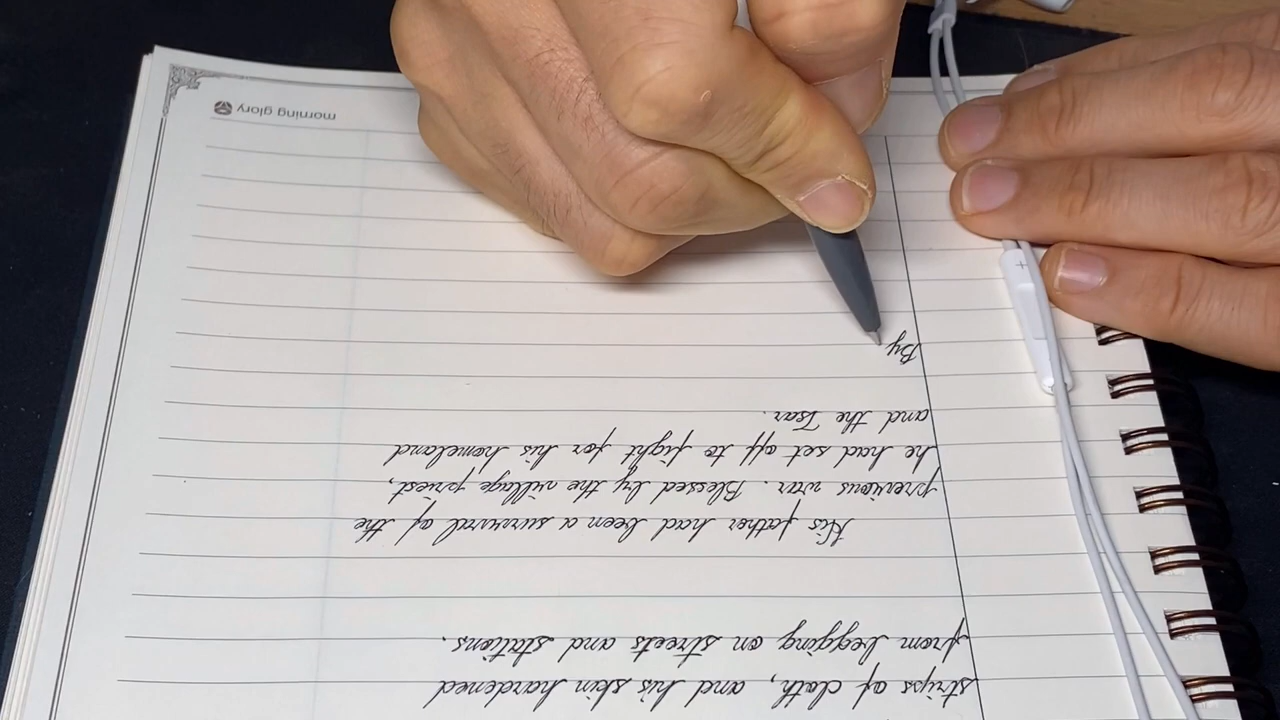 strips of cloth, and his skin hardened
from begging on streets and stations.
His father had been a survivol of the
previous war. Blessed by the village priest,
he had set off to fight for his homeland
and the Tsar.
By
morning glory
+